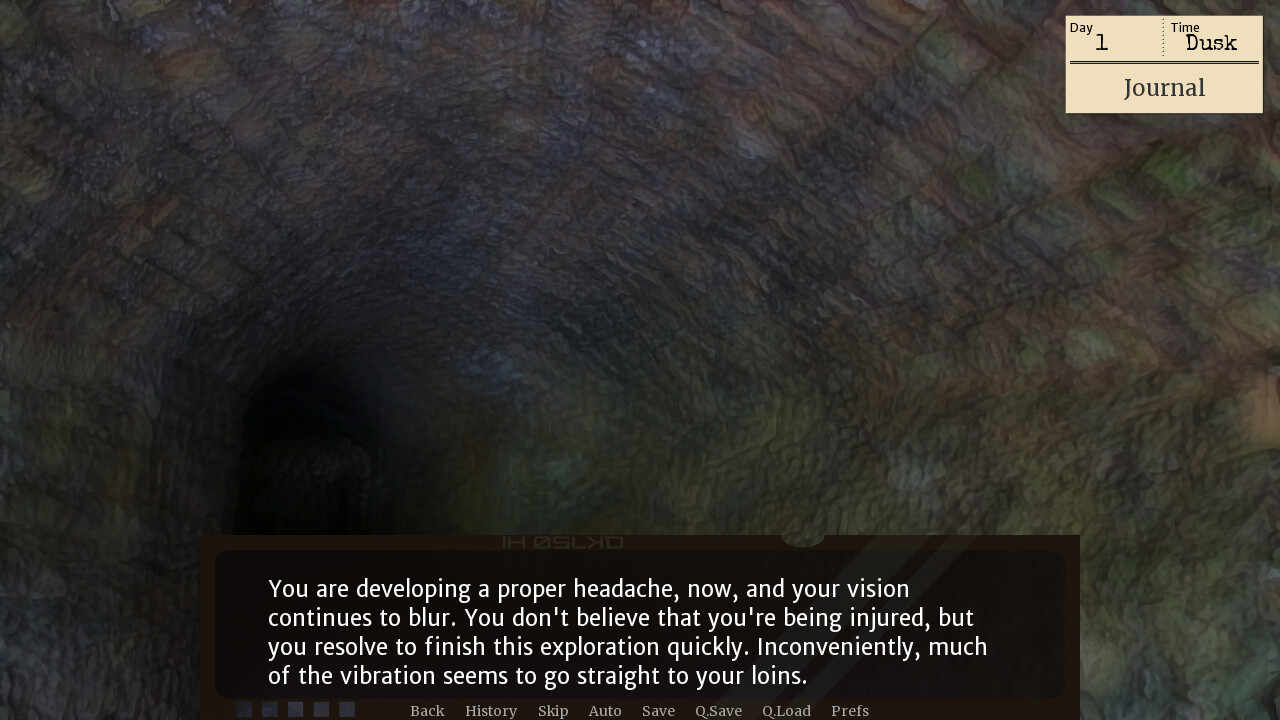 Day
1
Time
Dusk
Journal
You are developing a proper headache, now, and your vision
continues to blur. You don't believe that you're being injured, but
you resolve to finish this exploration quickly. Inconveniently, much
of the vibration seems to go straight to your loins.
Back History Skip Auto Save Q.Save Q.Load Prefs